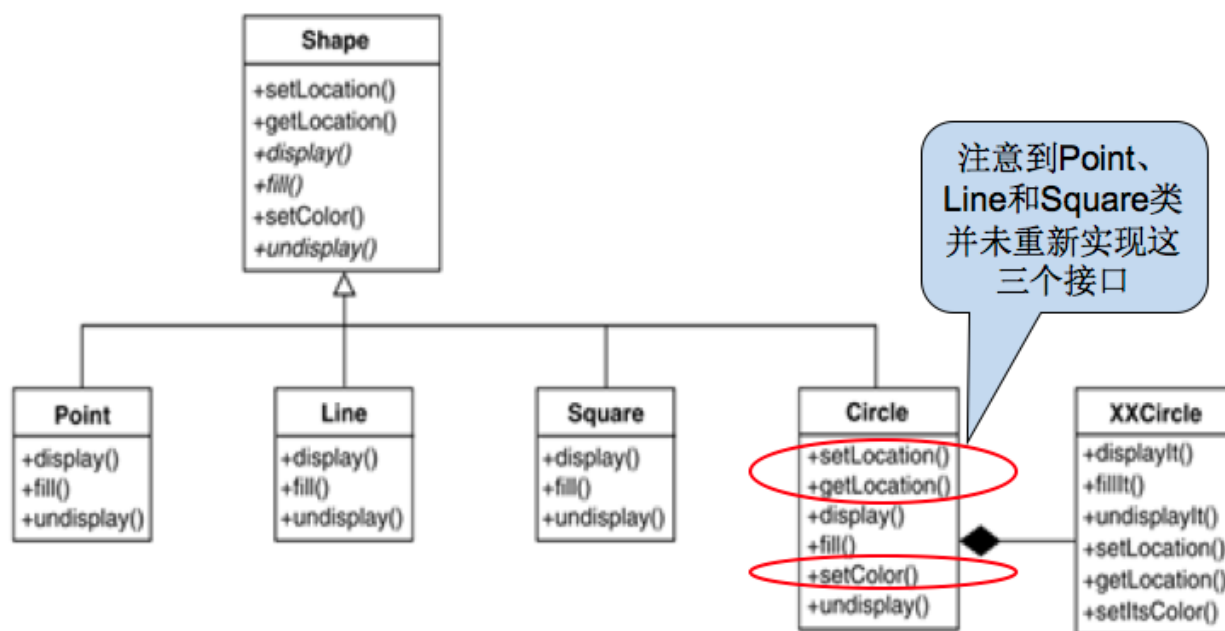 Shape
+setLocation()
+getLocation()
+display()
+fill()
+setColor()
+undisplay()
注意到Point、
Line和Square类
并未重新实现这
三个接口
Point
+display()
+fill()
+undisplay()
Line
+display()
+fill()
+undisplay()
Square
+display()
+fill()
+undisplay()
Circle
+setLocation()
+getLocation()
+display()
+fill()
+setColor()
+undisplay()
XXCircle
+displayIt()
+fillIt()
+undisplayIt()
+setLocation()
+getLocation()
+setItsColor()